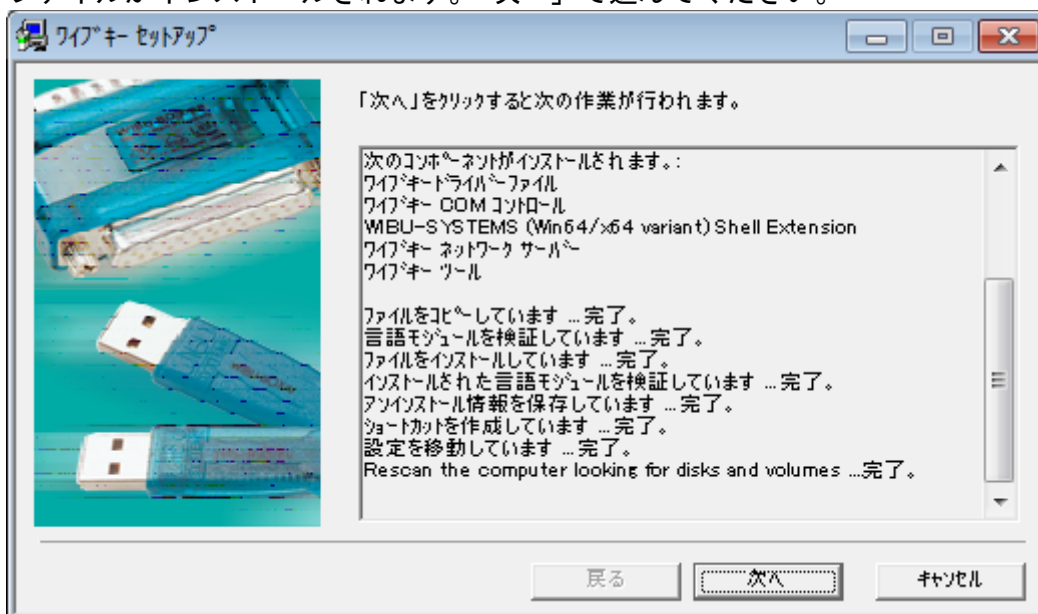 ファイルがインストールされます。「次へ」で進んでください。
ﾜｲﾌﾞｷｰ ｾｯﾄｱｯﾌﾟ
「次へ」をｸﾘｯｸすると次の作業が行われます。
次のｺﾝﾎﾟｰﾈﾝﾄがｲﾝｽﾄｰﾙされます。:
ﾜｲﾌﾞｷｰﾄﾞﾗｲﾊﾞｰﾌｧｲﾙ
ﾜｲﾌﾞｷｰ COM ｺﾝﾄﾛｰﾙ
WIBU-SYSTEMS (Win64/x64 variant) Shell Extension
ﾜｲﾌﾞｷｰ ﾈｯﾄﾜｰｸ ｻｰﾊﾞｰ
ﾜｲﾌﾞｷｰ ﾂｰﾙ
ﾌｧｲﾙをｺﾋﾟｰしています ...完了。
言語ﾓｼﾞｭｰﾙを検証しています ...完了。
ﾌｧｲﾙをｲﾝｽﾄｰﾙしています ...完了。
ｲﾝｽﾄｰﾙされた言語ﾓｼﾞｭｰﾙを検証しています ...完了。
ｱﾝｲﾝｽﾄｰﾙ情報を保存しています ...完了。
ｼｮｰﾄｶｯﾄを作成しています ...完了。
設定を移動しています ...完了。
Rescan the computer looking for disks and volumes ...完了。
戻る 次へ ｷｬﾝｾﾙ